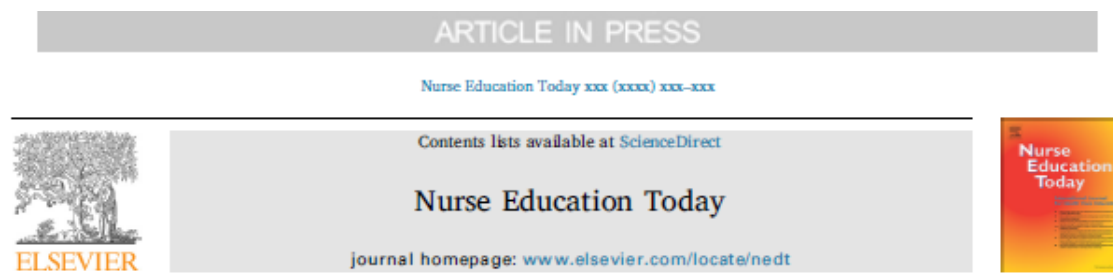 ARTICLE IN PRESS
Nurse Education Today xxx (xxxx) xxx–xxx
Contents lists available at ScienceDirect
Nurse Education Today
journal homepage: www.elsevier.com/locate/nedt
ELSEVIER
Nurse
Education
Today